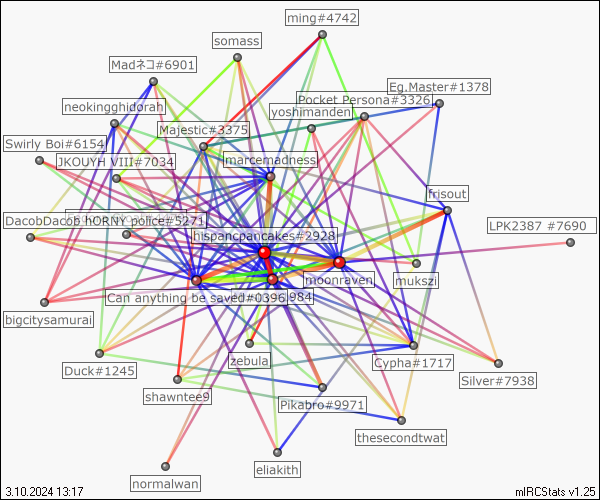 ming#4742
somass
Madネコ#6901
Eg.Master#1378
Pocket Persona#3326
neokingghidorah
yoshimanden
Majestic#3375
Swirly Boi#6154
JKOUYH VIII#7034
marcemadness
frisout
DacobDacob
HORNY police#5271
LPK2387 #7690
hispancpancakes#2928
moonraven
mukszi
Can anything be saved#0396
984
bigcitysamurai
zebula
Cypha#1717
Duck#1245
Silver#7938
shawntee9
Pikabro#9971
thesecondtwat
eliakith
normalwan
3.10.2024 13:17
mIRCStats v1.25